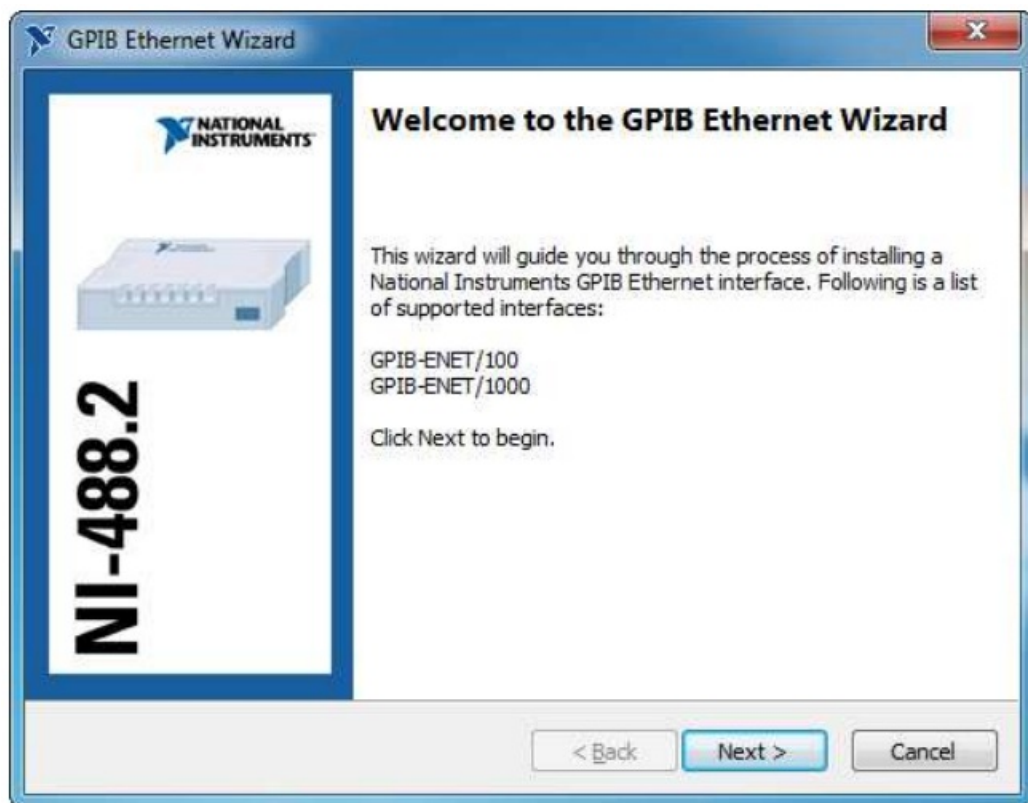 GPIB Ethernet Wizard
NATIONAL
INSTRUMENTS
NI-488.2
Welcome to the GPIB Ethernet Wizard
This wizard will guide you through the process of installing a
National Instruments GPIB Ethernet interface. Following is a list
of supported interfaces:
GPIB-ENET/100
GPIB-ENET/1000
Click Next to begin.
< Back
Next >
Cancel